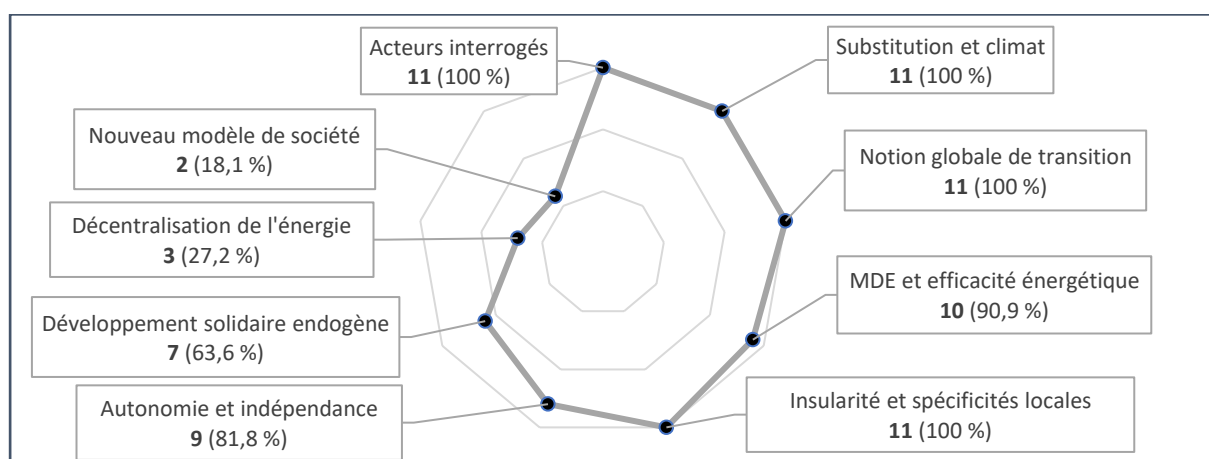 Acteurs interrogés
11 (100 %)
Substitution et climat
11 (100 %)
Notion globale de transition
11 (100 %)
MDE et efficacité énergétique
10 (90,9 %)
Insularité et spécificités locales
11 (100 %)
Autonomie et indépendance
9 (81,8 %)
Développement solidaire endogène
7 (63,6 %)
Décentralisation de l'énergie
3 (27,2 %)
Nouveau modèle de société
2 (18,1 %)